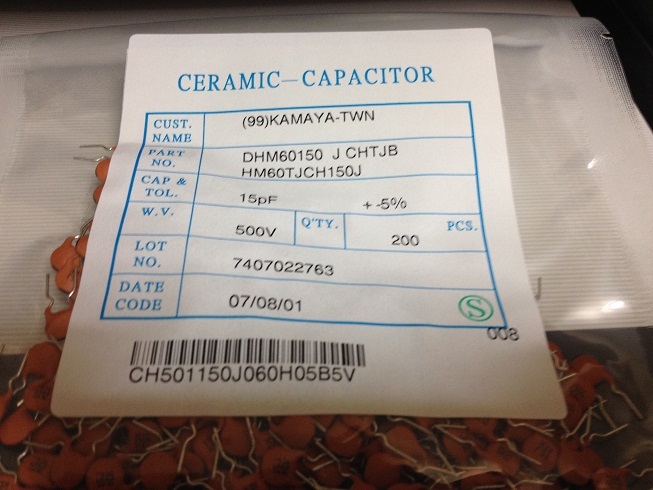 CERAMIC—CAPACITOR
CUST. NAME (99)KAMAYA-TWN
PART NO. DHM60150 J CHTJB
HM60TJCH150J
CAP & TOL. 15pF +-5%
W.V. 500V Q'TY. 200 PCS.
LOT NO. 7407022763
DATE CODE 07/08/01
S
008
CH501150J060H05B5V